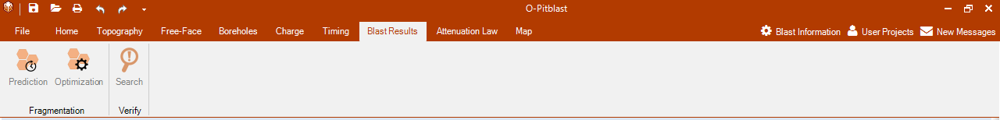 O-Pitblast
File Home Topography Free-Face Boreholes Charge Timing Blast Results Attenuation Law Map Blast Information User Projects New Messages
Prediction Optimization Search
Fragmentation Verify